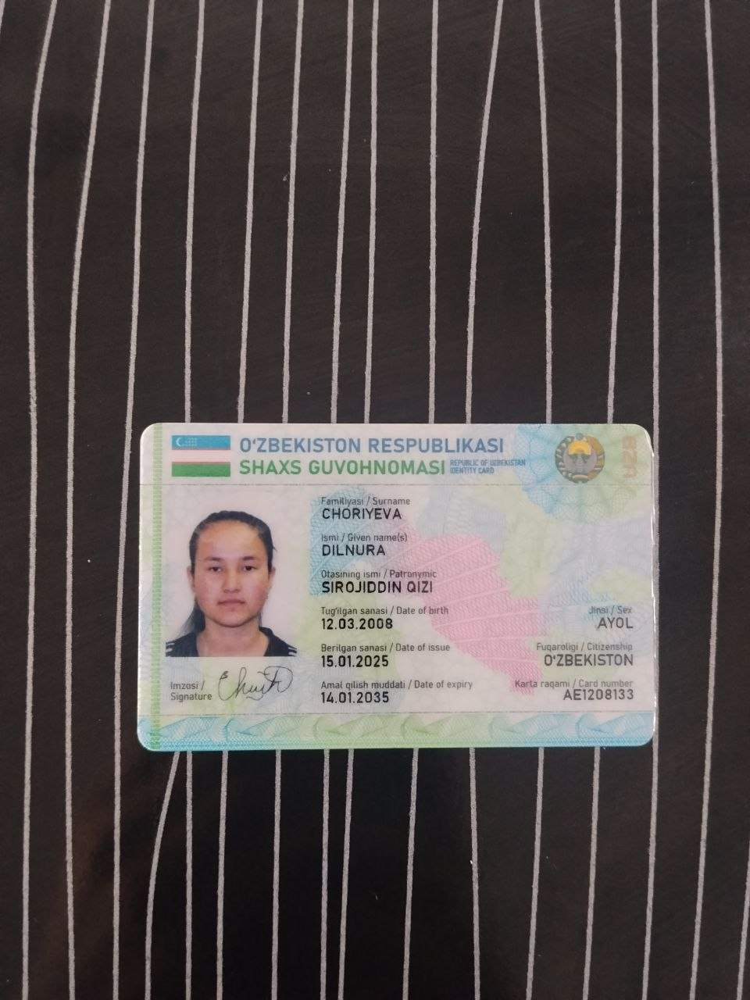 O‘ZBEKISTON RESPUBLIKASI
SHAXS GUVOHNOMASI REPUBLIC OF UZBEKISTAN IDENTITY CARD
UZB
Familiyasi / Surname
CHORIYEVA
Ismi / Given name(s)
DILNURA
Otasining ismi / Patronymic
SIROJIDDIN QIZI
Tug‘ilgan sanasi / Date of birth
12.03.2008
Jinsi / Sex
AYOL
Berilgan sanasi / Date of issue
15.01.2025
Fuqaroligi / Citizenship
O‘ZBEKISTON
Amal qilish muddati / Date of expiry
14.01.2035
Karta raqami / Card number
AE1208133
Imzosi /
Signature